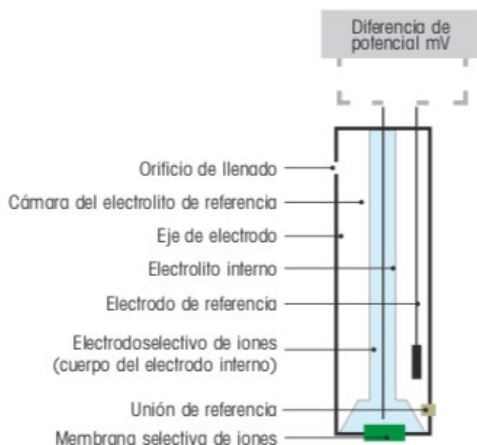 Diferencia de
potencial mV
Orificio de llenado
Cámara del electrolito de referencia
Eje de electrodo
Electrolito interno
Electrodo de referencia
Electrodoselectivo de iones
(cuerpo del electrodo interno)
Unión de referencia
Membrana selectiva de iones